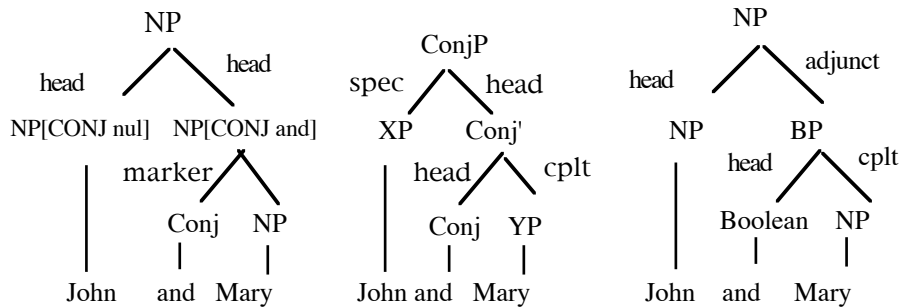 NP
head head
NP[CONJ nul] NP[CONJ and]
marker
Conj NP
John and Mary
ConjP
spec head
XP Conj'
head cplt
Conj YP
John and Mary
NP
head adjunct
NP BP
head cplt
Boolean NP
John and Mary